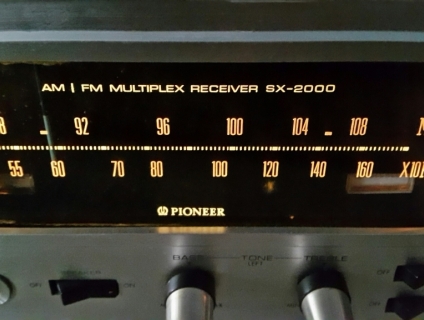 AM | FM MULTIPLEX RECEIVER SX-2000
92 96 100 104 108
55 60 70 80 100 120 140 160
PIONEER
BASS TONE TREBLE